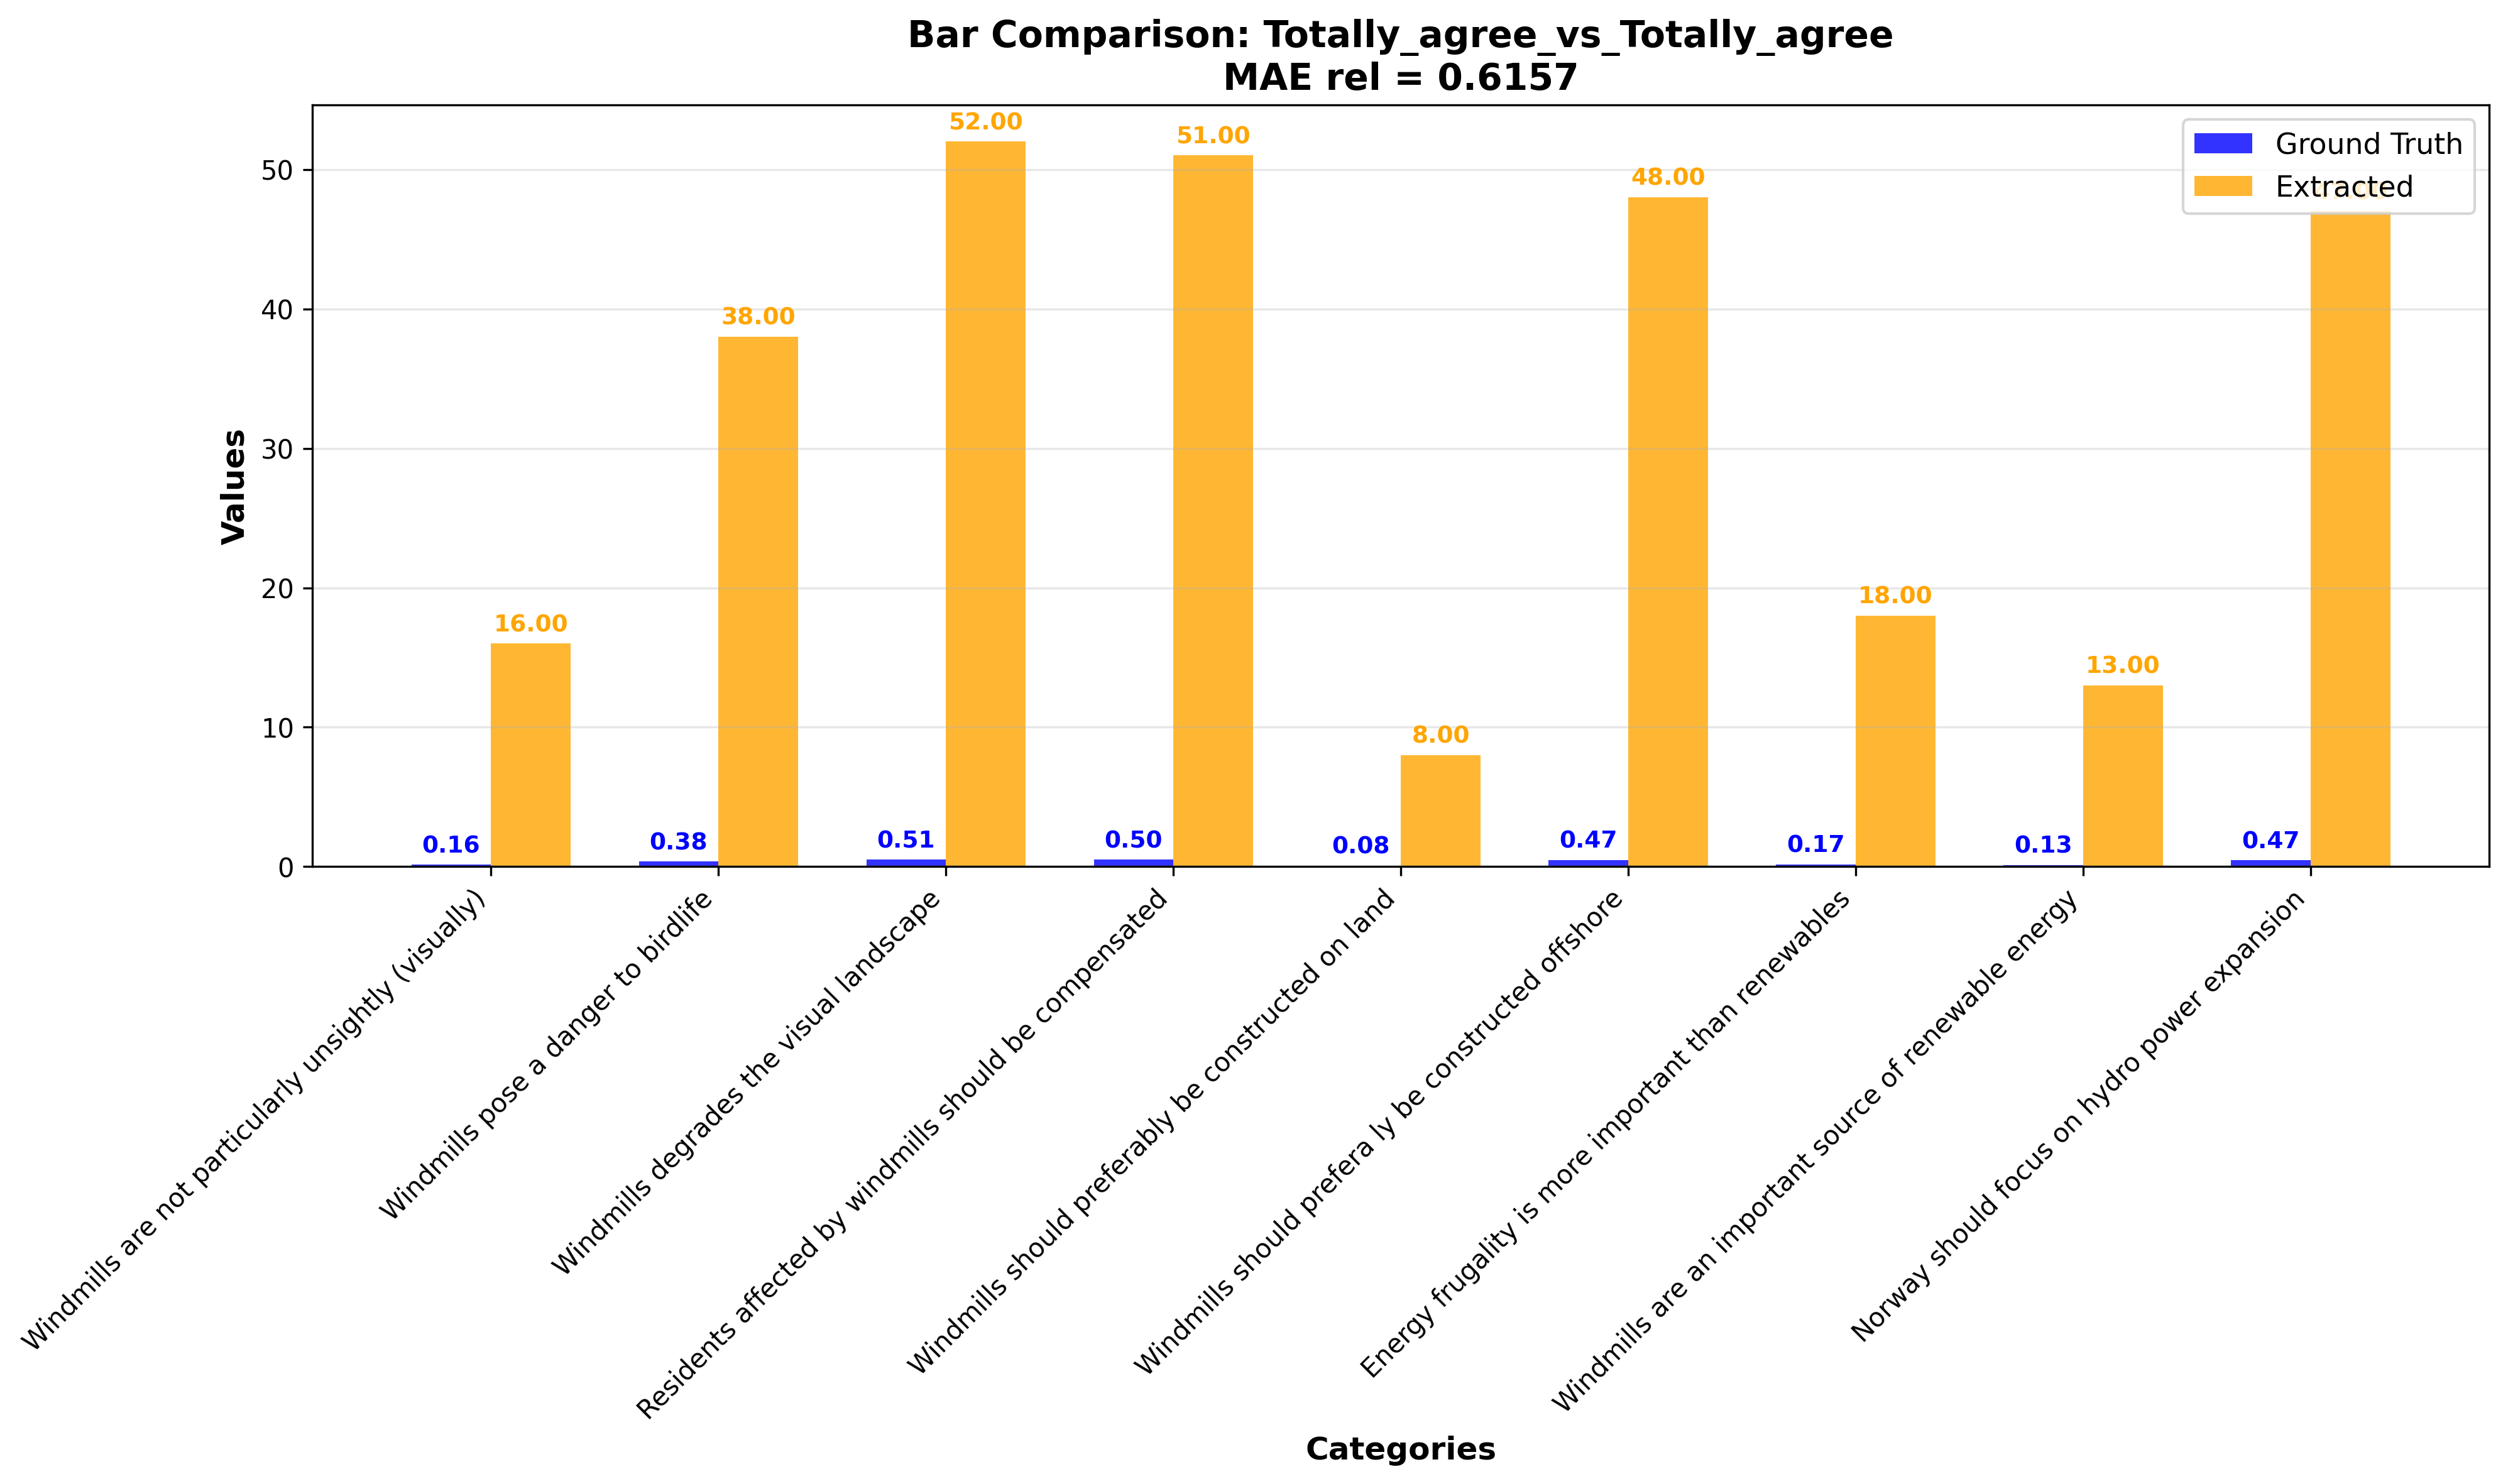 Bar Comparison: Totally_agree_vs_Totally_agree
MAE rel = 0.6157
Ground Truth
Extracted
Values
50
40
30
20
10
0
52.00
51.00
48.00
38.00
18.00
16.00
13.00
8.00
0.16
0.38
0.51
0.50
0.08
0.47
0.17
0.13
0.47
Windmills are not particularly unsightly (visually)
Windmills pose a danger to birdlife
Windmills degrades the visual landscape
Residents affected by windmills should be compensated
Windmills should preferably be constructed on land
Windmills should prefera ly be constructed offshore
Energy frugality is more important than renewables
Windmills are an important source of renewable energy
Norway should focus on hydro power expansion
Categories